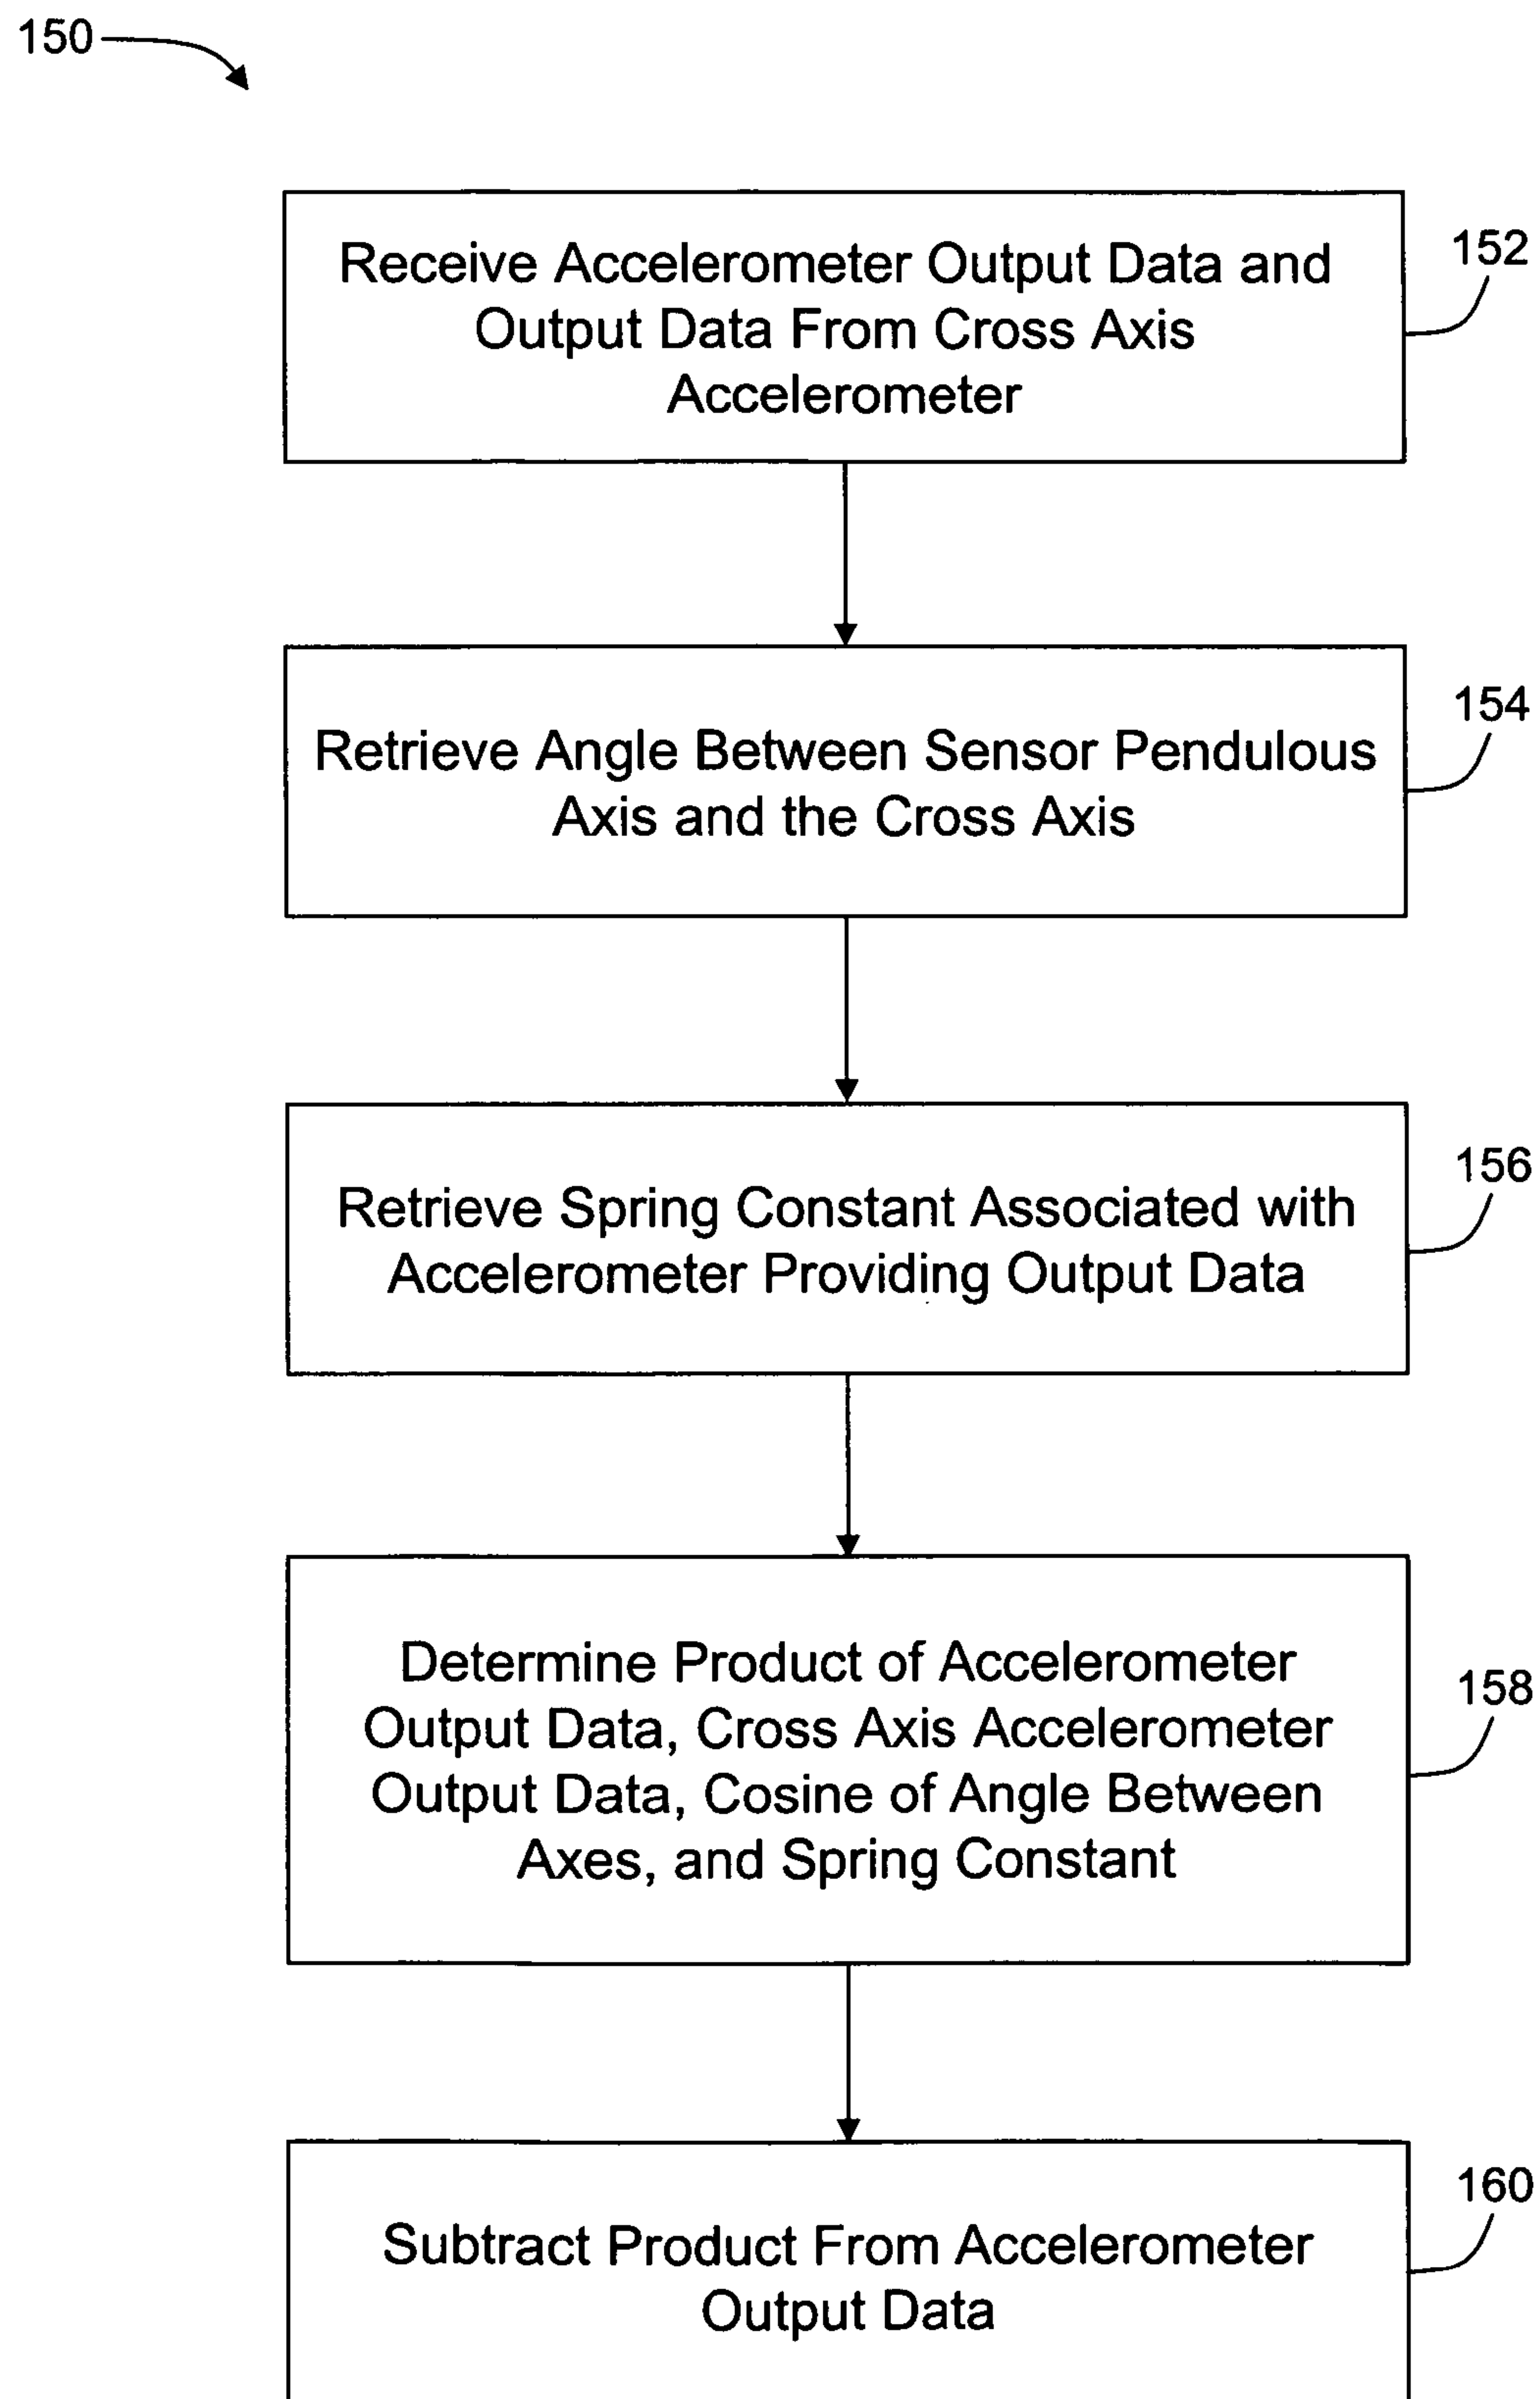 150
Receive Accelerometer Output Data and
Output Data From Cross Axis
Accelerometer
152
Retrieve Angle Between Sensor Pendulous
Axis and the Cross Axis
154
Retrieve Spring Constant Associated with
Accelerometer Providing Output Data
156
Determine Product of Accelerometer
Output Data, Cross Axis Accelerometer
Output Data, Cosine of Angle Between
Axes, and Spring Constant
158
Subtract Product From Accelerometer
Output Data
160